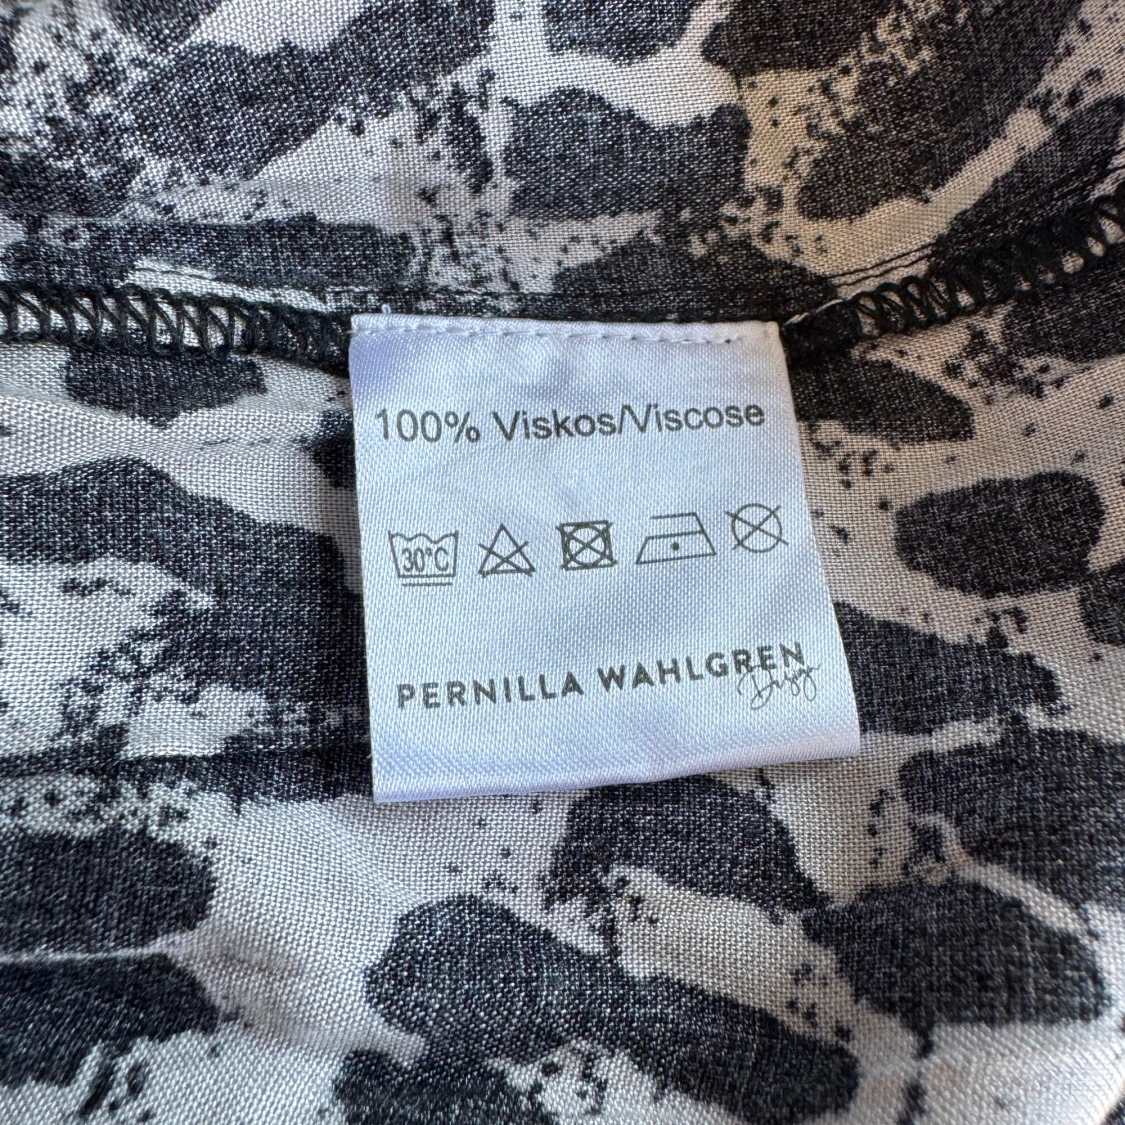 100% Viskos/Viscose
30°C
PERNILLA WAHLGREN